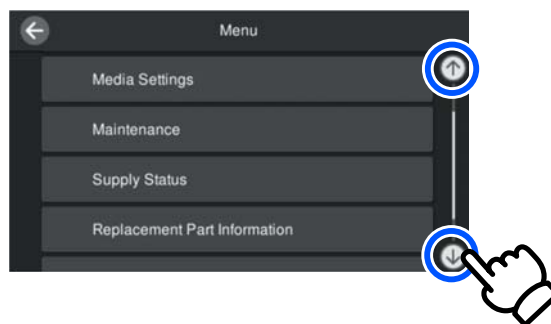 Menu
Media Settings
Maintenance
Supply Status
Replacement Part Information